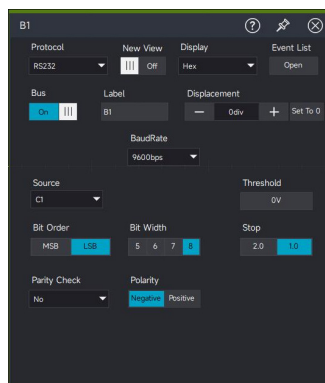 B1
Protocol New View Display Event List
RS232 Off Hex Open
Bus Label Displacement
On B1 0div Set To 0
BaudRate
9600bps
Source Threshold
C1 0V
Bit Order Bit Width Stop
MSB LSB 5 6 7 8 2.0 1.0
Parity Check Polarity
No Negative Positive